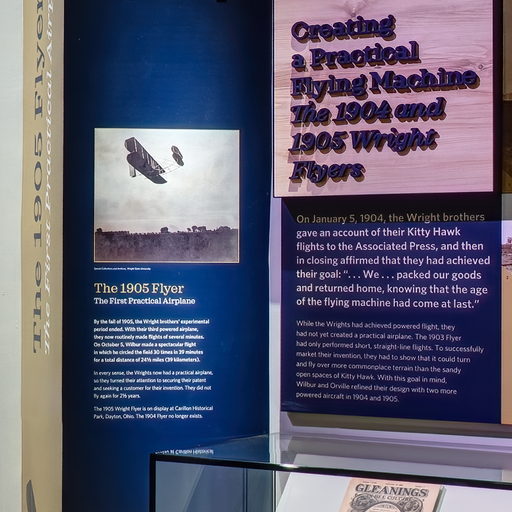 The 1905 Flyer
The First Practical Air
Creating
a Practical
Flying Machine
The 1904 and
1905 Wright
Flyers
On January 5, 1904, the Wright brothers
gave an account of their Kitty Hawk
flights to the Associated Press, and then
in closing affirmed that they had achieved
their goal: “. . . We . . . packed our goods
and returned home, knowing that the age
of the flying machine had come at last.”
While the Wrights had achieved powered flight, they
had not yet created a practical airplane. The 1903 Flyer
had only performed short, straight-line flights. To successfully
market their invention, they had to show that it could turn
and fly over more commonplace terrain than the sandy
open spaces of Kitty Hawk. With this goal in mind,
Wilbur and Orville refined their design with two more
powered aircraft in 1904 and 1905.
The 1905 Flyer
The First Practical Airplane
By the fall of 1905, the Wright brothers’ experimental
period ended. With their third powered airplane,
they now routinely made flights of several minutes.
On October 5, Wilbur made a spectacular flight
in which he circled the field 30 times in 39 minutes
for a total distance of 24½ miles (39 kilometers).
In every sense, the Wrights now had a practical airplane,
so they turned their attention to securing their patent
and seeking a customer for their invention. They did not
fly again for 2½ years.
The 1905 Wright Flyer is on display at Carillon Historical
Park, Dayton, Ohio. The 1904 Flyer no longer exists.
GLEANINGS
BEE CULTURE